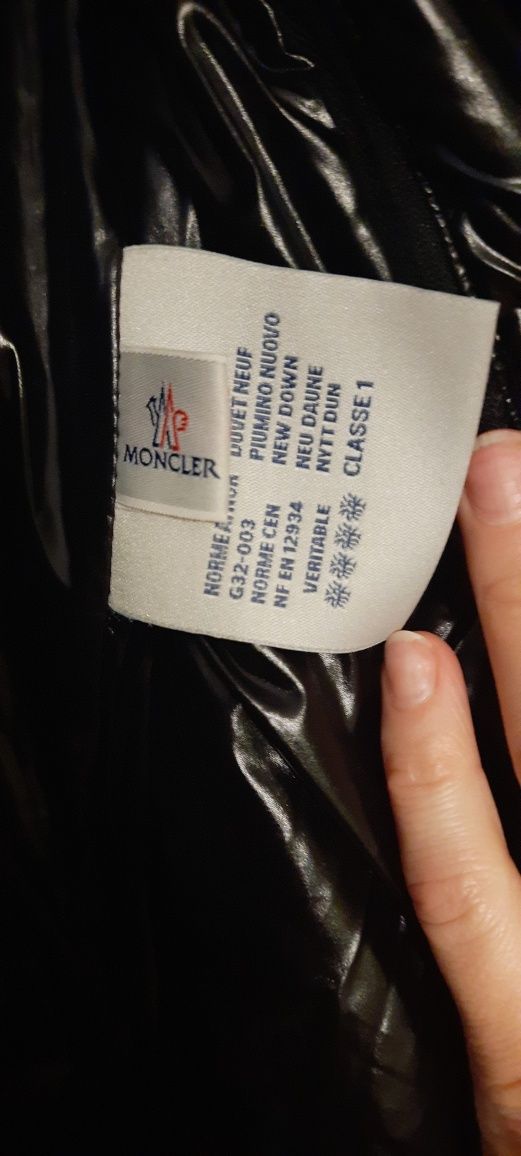 MONCLER
DUVET NEUF
PIUMINO NUOVO
NEW DOWN
NEU DAUNE
NYTT DUN
CLASSE 1
G32-003
NORME CEN
NF EN 12934
VERITABLE